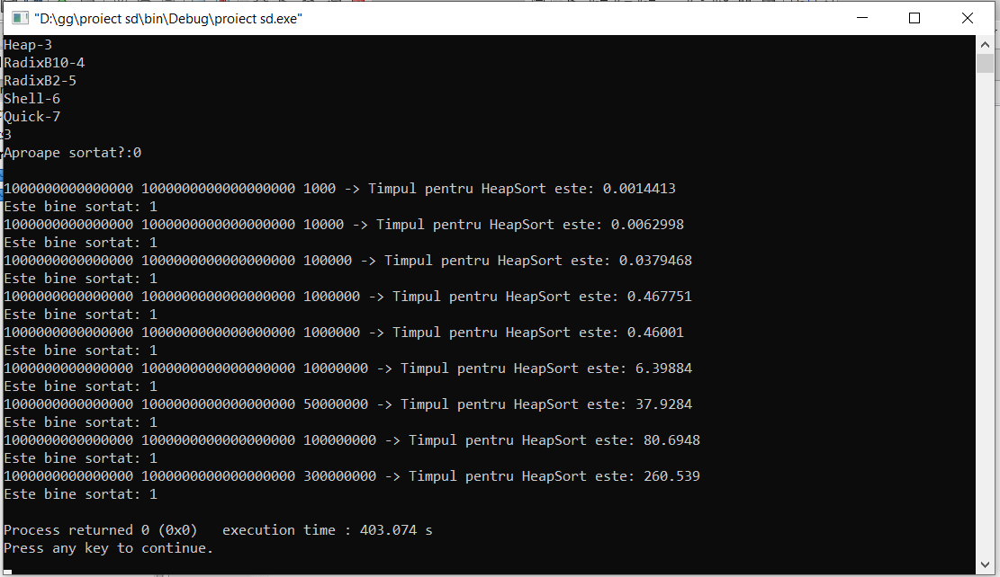 "D:\gg\proiect sd\bin\Debug\proiect sd.exe"
Heap-3
RadixB10-4
RadixB2-5
Shell-6
Quick-7
3
Aproape sortat?:0
1000000000000000 1000000000000000000 1000 -> Timpul pentru HeapSort este: 0.0014413
Este bine sortat: 1
1000000000000000 1000000000000000000 10000 -> Timpul pentru HeapSort este: 0.0062998
Este bine sortat: 1
1000000000000000 1000000000000000000 100000 -> Timpul pentru HeapSort este: 0.0379468
Este bine sortat: 1
1000000000000000 1000000000000000000 1000000 -> Timpul pentru HeapSort este: 0.467751
Este bine sortat: 1
1000000000000000 1000000000000000000 1000000 -> Timpul pentru HeapSort este: 0.46001
Este bine sortat: 1
1000000000000000 1000000000000000000 10000000 -> Timpul pentru HeapSort este: 6.39884
Este bine sortat: 1
1000000000000000 1000000000000000000 50000000 -> Timpul pentru HeapSort este: 37.9284
Este bine sortat: 1
1000000000000000 1000000000000000000 100000000 -> Timpul pentru HeapSort este: 80.6948
Este bine sortat: 1
1000000000000000 1000000000000000000 300000000 -> Timpul pentru HeapSort este: 260.539
Este bine sortat: 1
Process returned 0 (0x0)   execution time : 403.074 s
Press any key to continue.